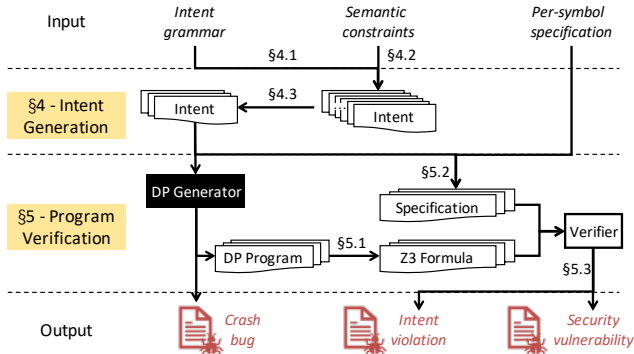 Input
Intent
grammar
Semantic
constraints
Per-symbol
specification
§4.1
§4.2
§4 - Intent
Generation
Intent
§4.3
...
Intent
§5.2
DP Generator
Specification
§5 - Program
Verification
DP Program
§5.1
Z3 Formula
Verifier
§5.3
Output
Crash
bug
Intent
violation
Security
vulnerability